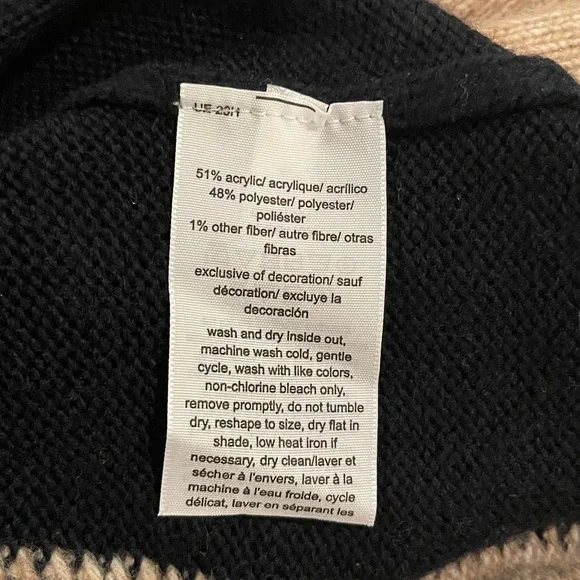 51% acrylic/ acrylique/ acrílico
48% polyester/ polyester/
poliéster
1% other fiber/ autre fibre/ otras
fibras
exclusive of decoration/ sauf
décoration/ excluye la
decoración
wash and dry inside out,
machine wash cold, gentle
cycle, wash with like colors,
non-chlorine bleach only,
remove promptly, do not tumble
dry, reshape to size, dry flat in
shade, low heat iron if
necessary, dry clean/laver et
sécher à l'envers, laver à la
machine à l'eau froide, cycle
délicat, laver en séparant les